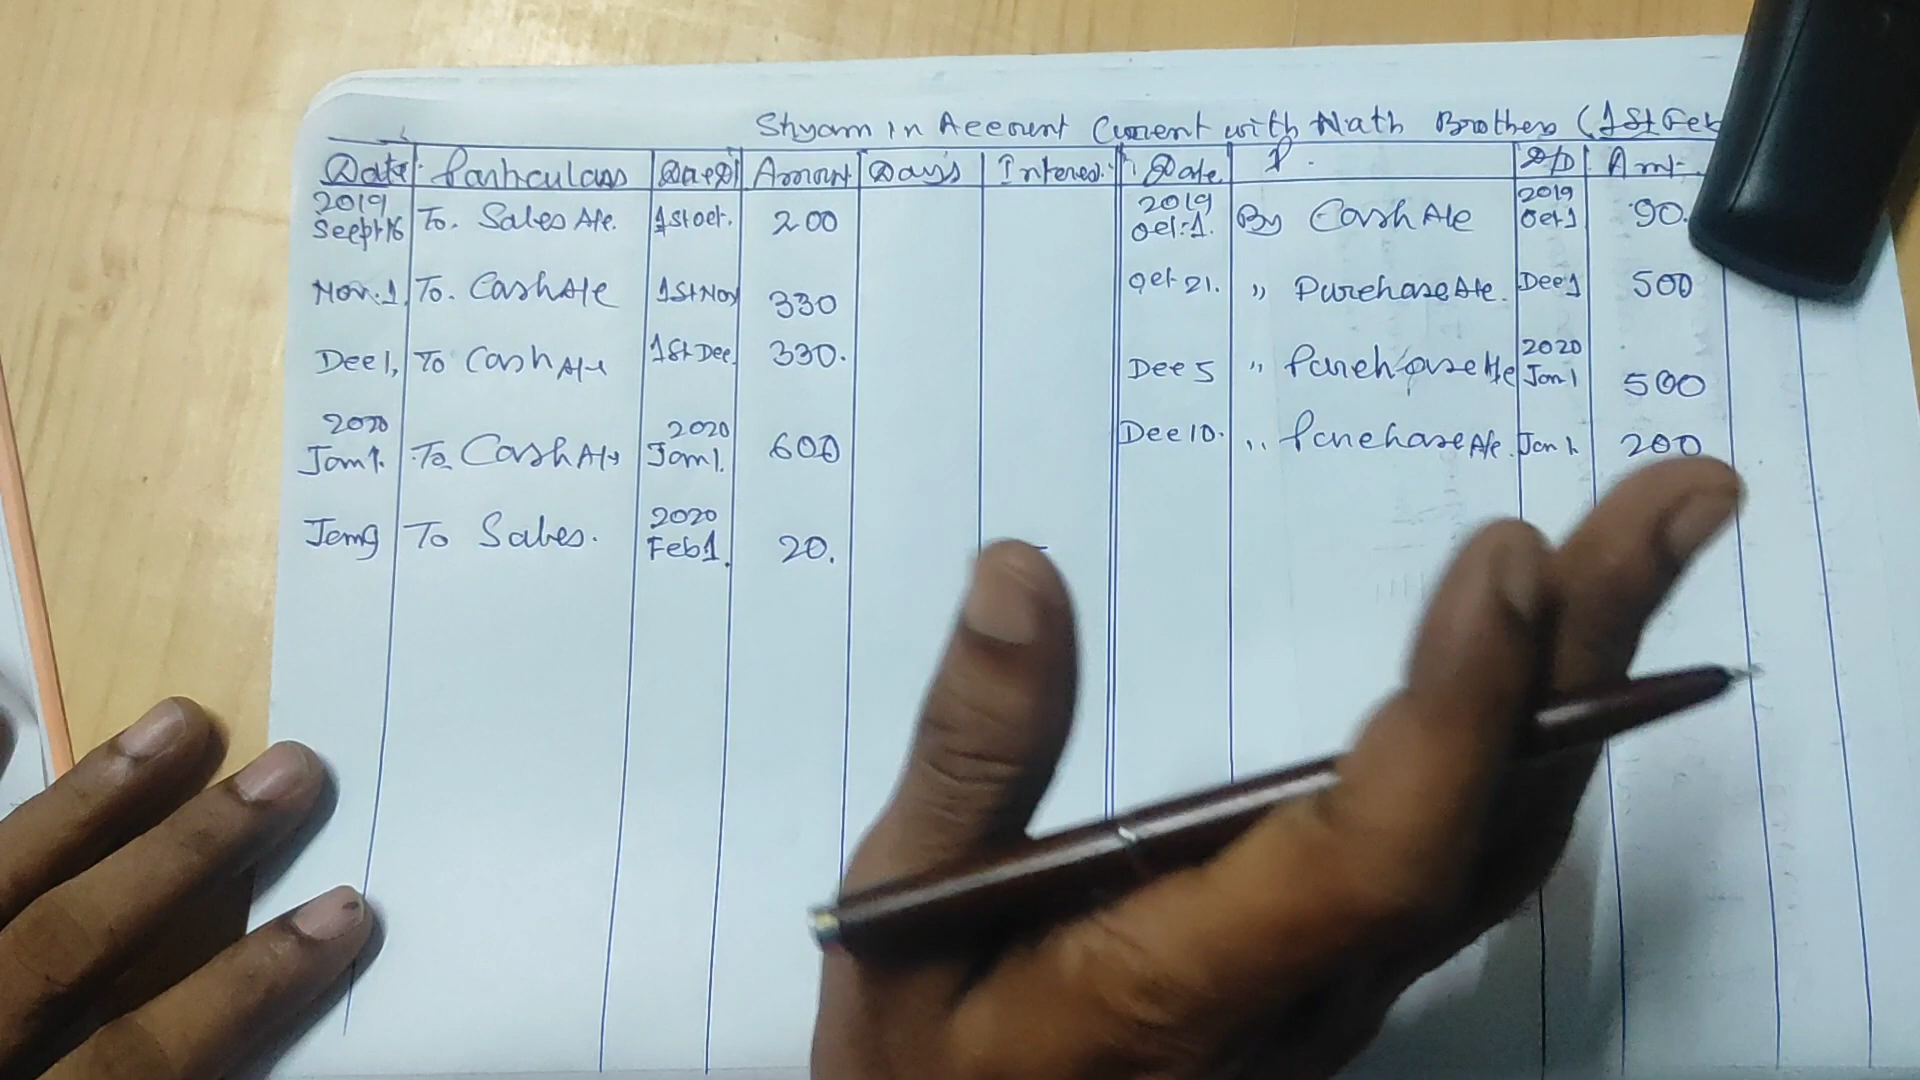 Shyam in Account Current with Nath Brothers (1st Feb
Date Particulars Due D Amount Days Interest Date P. D/D Amt
2019 Sept 16 To. Sales A/c. 1st Oct. 200 2019 Oct. 1. By Cash A/c 2019 Oct 1 90.
Nov. 1 To. Cash A/c 1st Nov 330 Oct 21. ,, Purchase A/c. Dec 1 500
Dec 1, To Cash A/c 1st Dec. 330. Dec 5 ,, Purchase A/c 2020 Jan 1 500
2020 Jan 1. To Cash A/c 2020 Jan 1. 600 Dec 10. ,, Purchase A/c. Jan 1. 200
Jan 9 To Sales. 2020 Feb 1. 20.